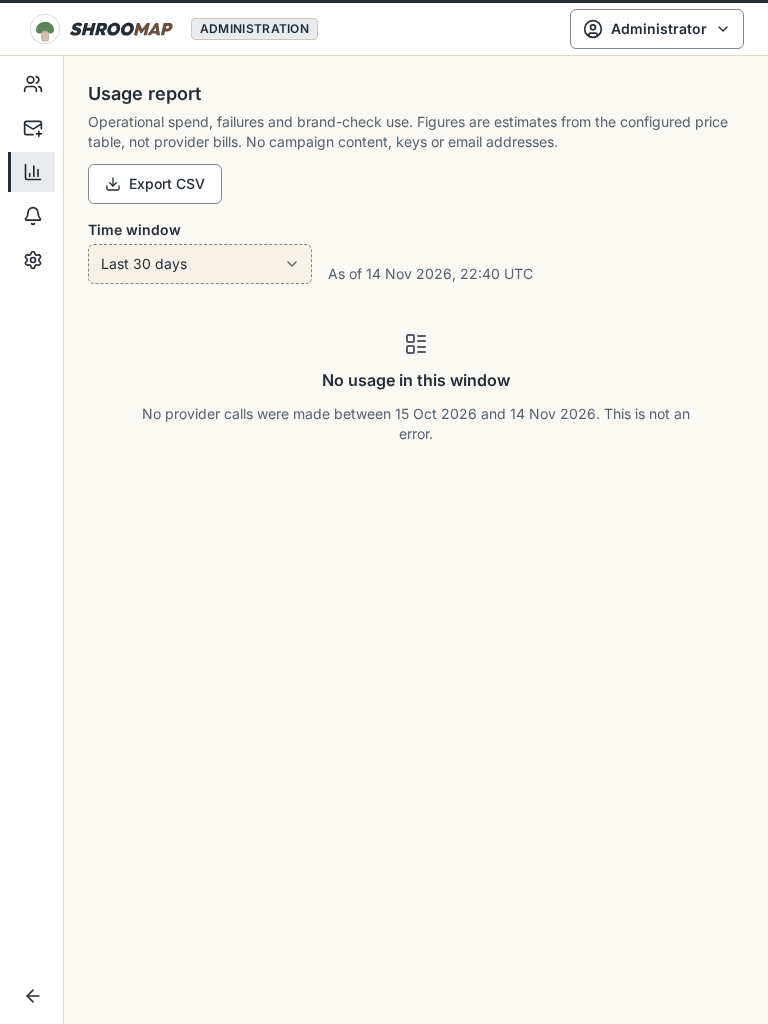 SHROOMAP
ADMINISTRATION
Administrator
Usage report
Operational spend, failures and brand-check use. Figures are estimates from the configured price
table, not provider bills. No campaign content, keys or email addresses.
Export CSV
Time window
Last 30 days
As of 14 Nov 2026, 22:40 UTC
No usage in this window
No provider calls were made between 15 Oct 2026 and 14 Nov 2026. This is not an
error.